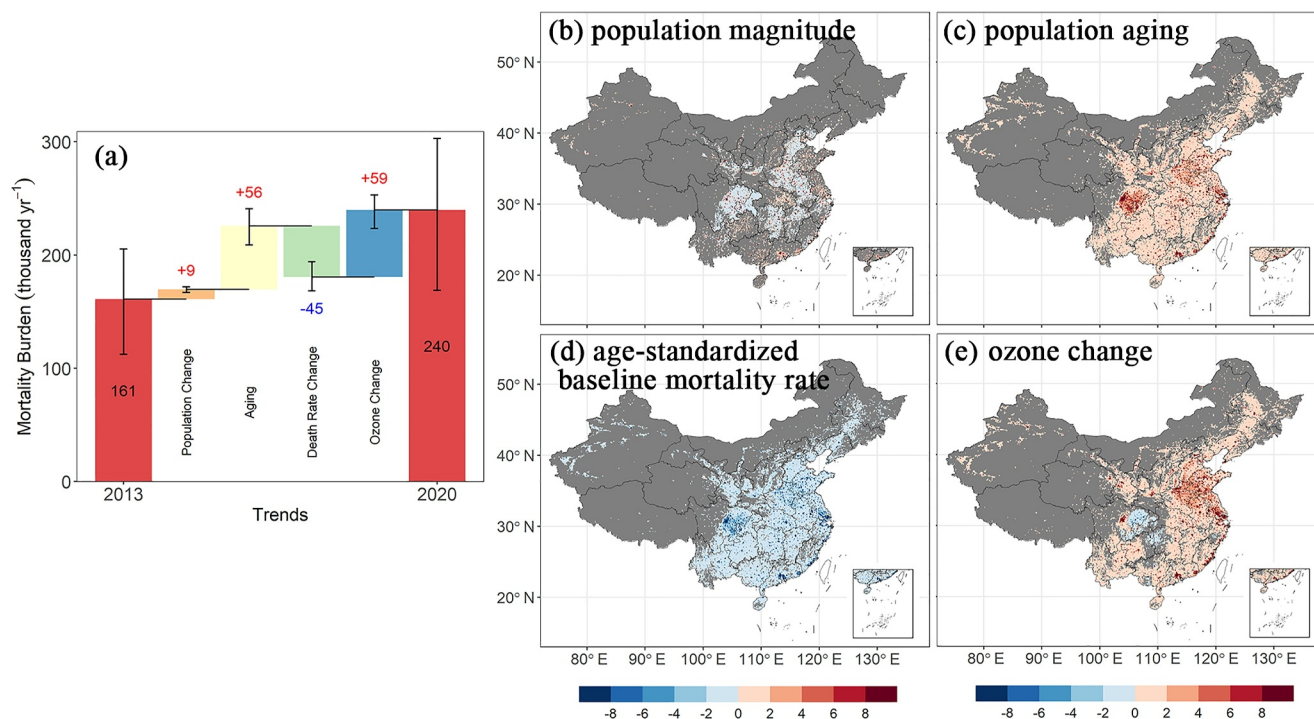 (a)
Mortality Burden (thousand yr⁻¹)
300
200
100
0
161
+9
Population Change
+56
Aging
-45
Death Rate Change
+59
Ozone Change
240
2013
2020
Trends
(b) population magnitude
50° N
40° N
30° N
20° N
(c) population aging
(d) age-standardized
baseline mortality rate
50° N
40° N
30° N
20° N
80° E 90° E 100° E 110° E 120° E 130° E
(e) ozone change
80° E 90° E 100° E 110° E 120° E 130° E
-8 -6 -4 -2 0 2 4 6 8
-8 -6 -4 -2 0 2 4 6 8